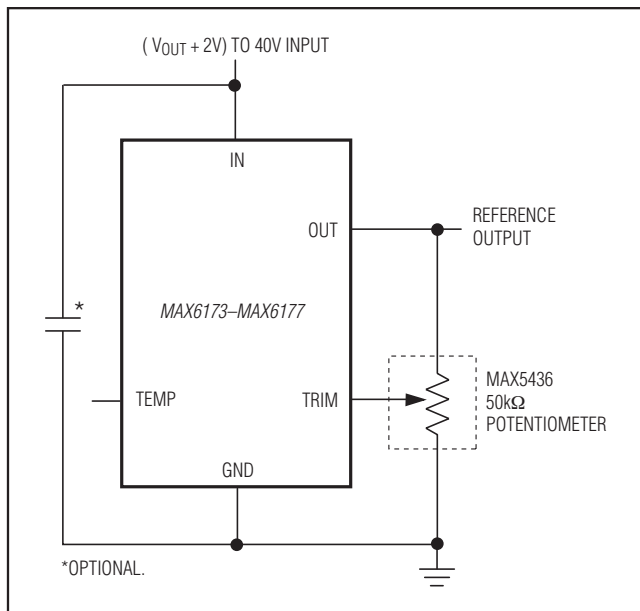 ( VOUT + 2V) TO 40V INPUT
IN
OUT
REFERENCE
OUTPUT
*
MAX6173–MAX6177
MAX5436
50kΩ
POTENTIOMETER
TEMP
TRIM
GND
*OPTIONAL.